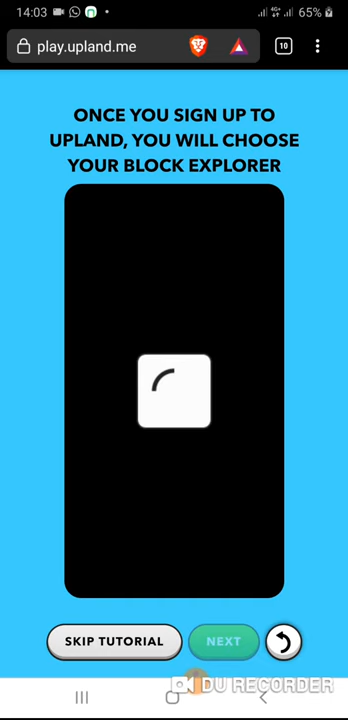 14:03
4G+
65%
play.upland.me
10
ONCE YOU SIGN UP TO
UPLAND, YOU WILL CHOOSE
YOUR BLOCK EXPLORER
SKIP TUTORIAL
NEXT
DU RECORDER